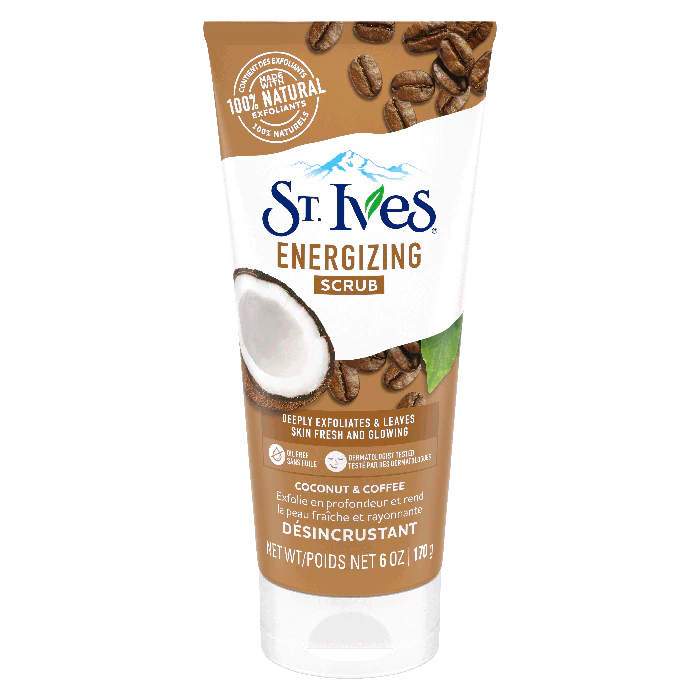 CONTIENT DES EXFOLIANTS
MADE
WITH
100% NATURAL
EXFOLIANTS
100% NATURELS
ST. IVES®
ENERGIZING
SCRUB
DEEPLY EXFOLIATES & LEAVES
SKIN FRESH AND GLOWING
OIL FREE
SANS HUILE
DERMATOLOGIST TESTED
TESTÉ PAR DES DERMATOLOGUES
COCONUT & COFFEE
Exfolie en profondeur et rend
la peau fraîche et rayonnante
DÉSINCRUSTANT
NET WT/POIDS NET 6 OZ | 170 g